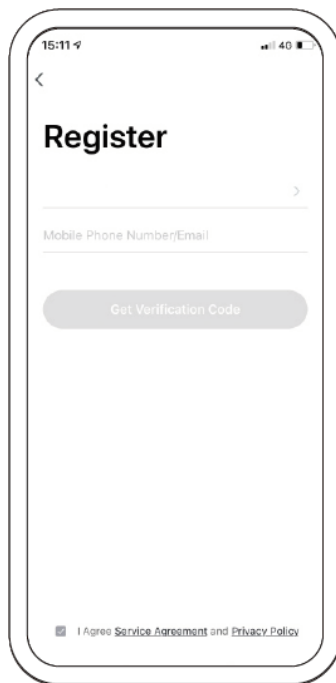 15:11
4G
Register
Mobile Phone Number/Email
Get Verification Code
I Agree Service Agreement and Privacy Policy